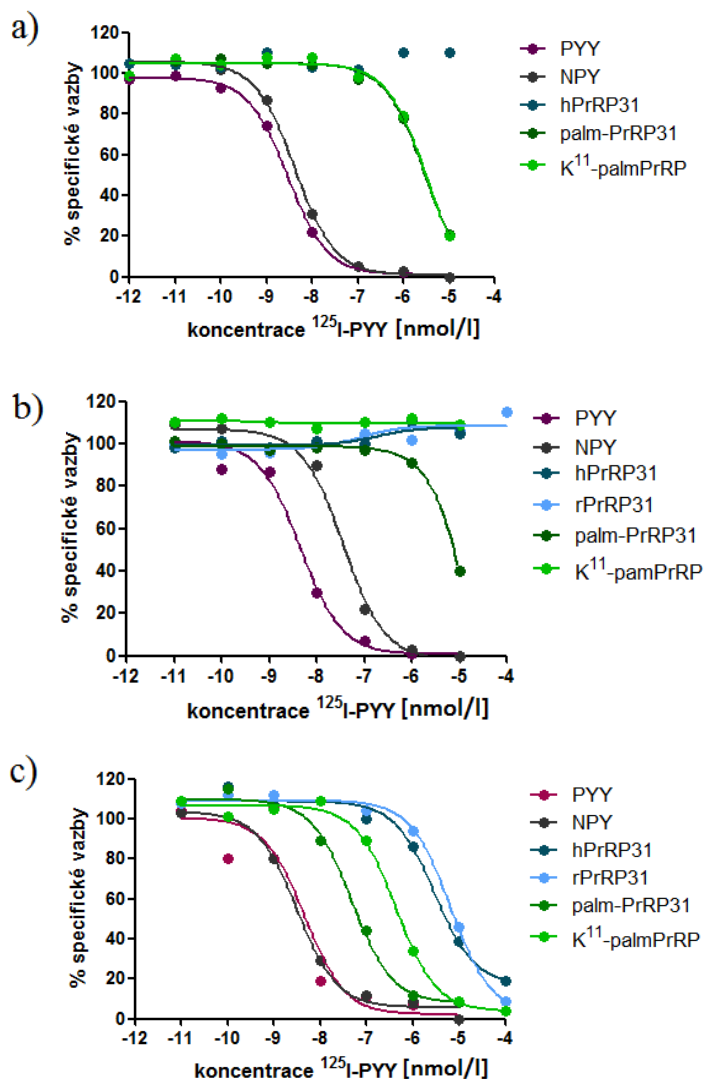 a)
120
100
80
60
40
20
0
% specifické vazby
-12 -11 -10 -9 -8 -7 -6 -5 -4
koncentrace ¹²⁵I-PYY [nmol/l]
PYY
NPY
hPrRP31
palm-PrRP31
K¹¹-palmPrRP
b)
120
100
80
60
40
20
0
% specifické vazby
-12 -11 -10 -9 -8 -7 -6 -5 -4
koncentrace ¹²⁵I-PYY [nmol/l]
PYY
NPY
hPrRP31
rPrRP31
palm-PrRP31
K¹¹-pamPrRP
c)
120
100
80
60
40
20
0
% specifické vazby
-12 -11 -10 -9 -8 -7 -6 -5 -4
koncentrace ¹²⁵I-PYY [nmol/l]
PYY
NPY
hPrRP31
rPrRP31
palm-PrRP31
K¹¹-palmPrRP